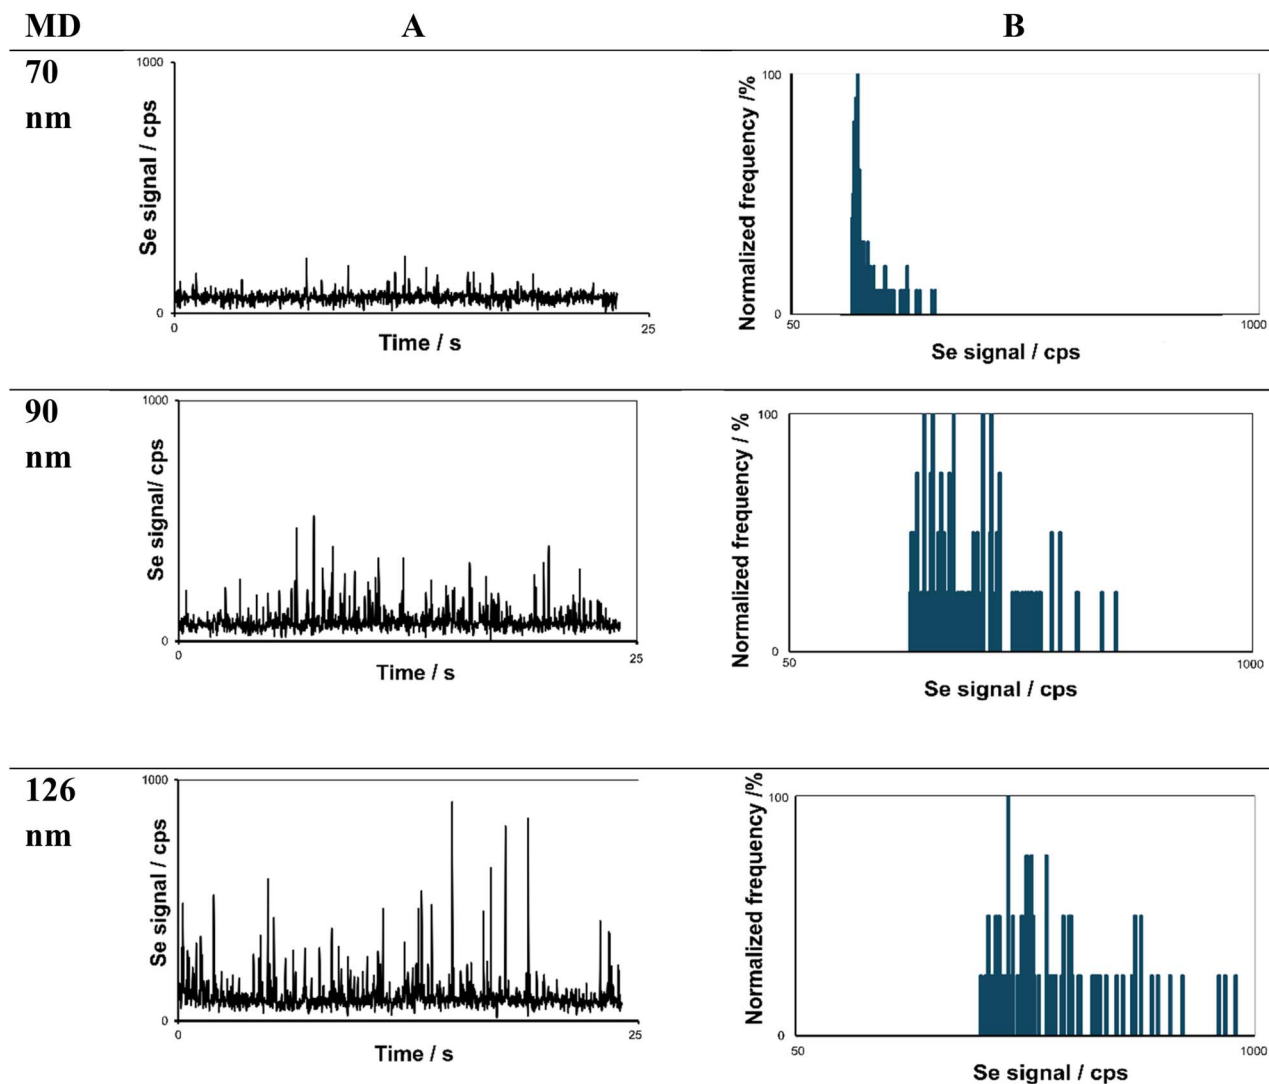 MD A B
70
nm
1000
Se signal / cps
0
0 25
Time / s
100
Normalized frequency /%
0
50 1000
Se signal / cps
90
nm
1000
Se signal/ cps
0
0 25
Time / s
100
Normalized frequency / %
0
50 1000
Se signal / cps
126
nm
1000
Se signal / cps
0
0 25
Time / s
100
Normalized frequency /%
0
50 1000
Se signal / cps